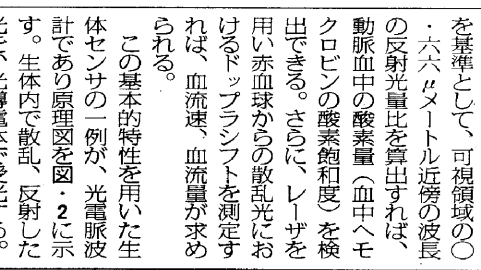 を基準として、可視領域の〇
・六六μメートル近傍の波長
の反射光量比を算出すれば、
動脈血中の酸素量（血中ヘモ
クロビンの酸素飽和度）を検
出できる。さらに、レーザを
用い赤血球からの散乱光にお
けるドップラシフトを測定す
れば、血流速、血流量が求め
られる。
この基本的特性を用いた生
体センサの一例が、光電脈波
計であり原理図を図・2に示
す。生体内で散乱、反射した